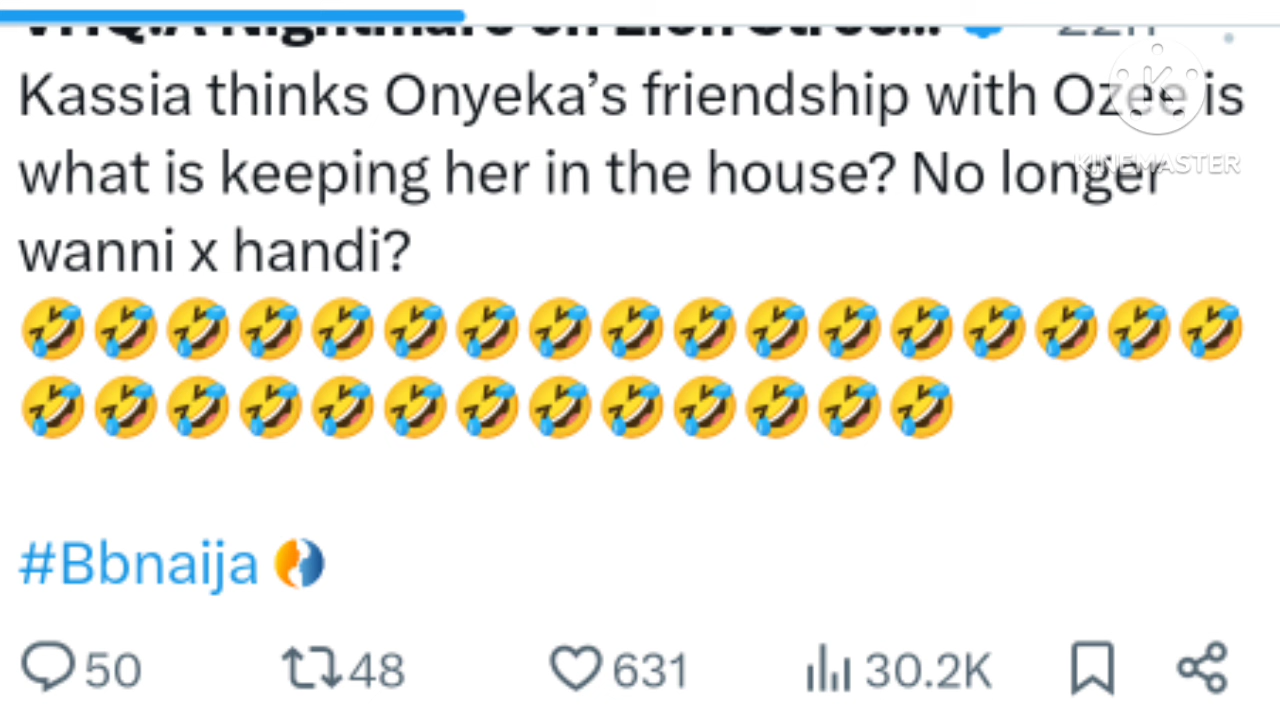 Kassia thinks Onyeka’s friendship with Ozee is
what is keeping her in the house? No longer
wanni x handi?
🤣🤣🤣🤣🤣🤣🤣🤣🤣🤣🤣🤣🤣🤣🤣🤣🤣
🤣🤣🤣🤣🤣🤣🤣🤣🤣🤣🤣🤣🤣
#Bbnaija
50 48 631 30.2K
K
KINEMASTER